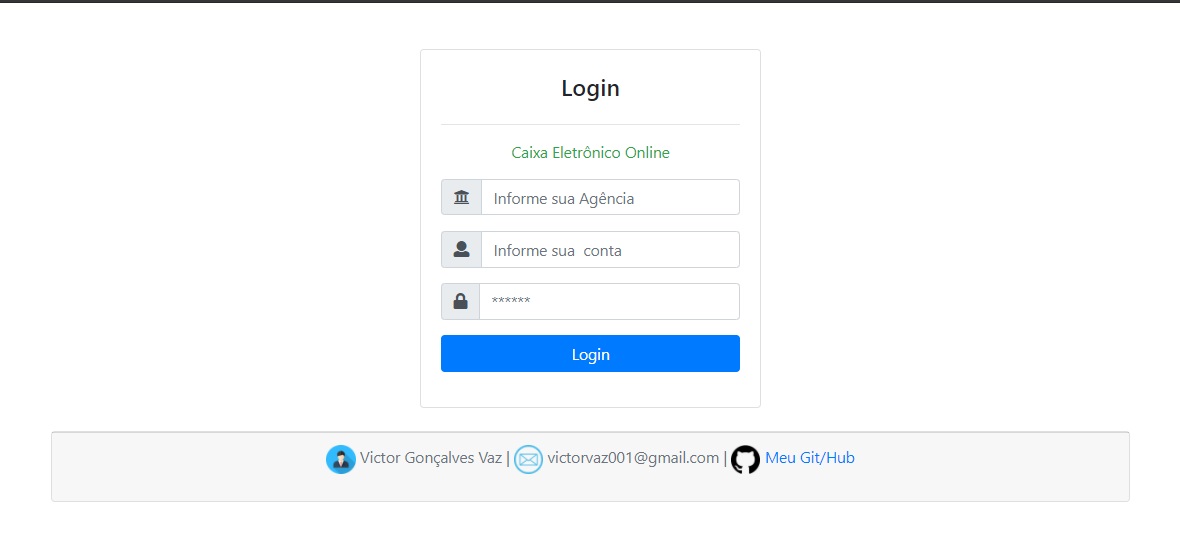 Login
Caixa Eletrônico Online
Informe sua Agência
Informe sua  conta
******
Login
Victor Gonçalves Vaz | victorvaz001@gmail.com | Meu Git/Hub